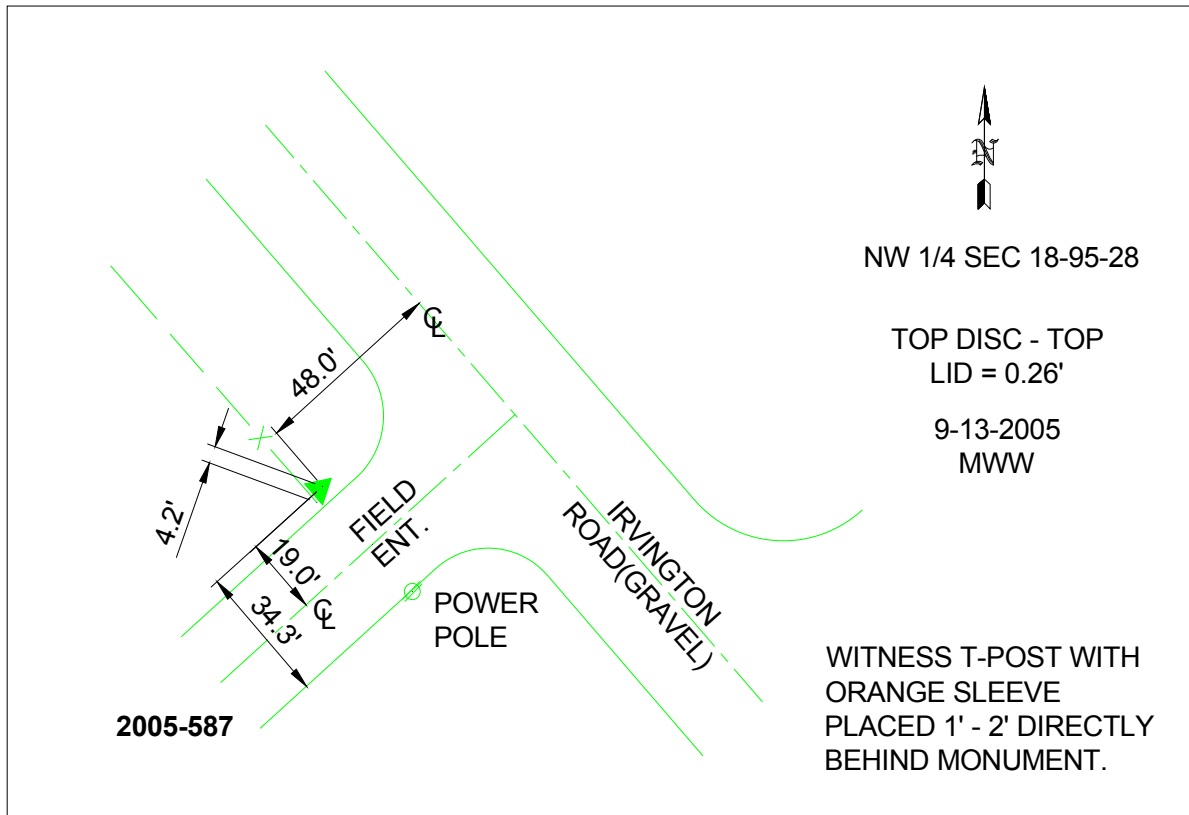 N
NW 1/4 SEC 18-95-28
TOP DISC - TOP
LID = 0.26'
9-13-2005
MWW
48.0'
℄
4.2'
FIELD
ENT.
19.0'
℄
34.3'
IRVINGTON
ROAD(GRAVEL)
POWER
POLE
2005-587
WITNESS T-POST WITH
ORANGE SLEEVE
PLACED 1' - 2' DIRECTLY
BEHIND MONUMENT.